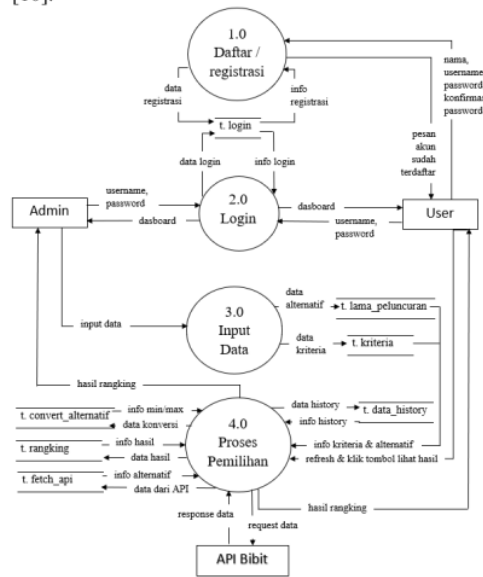 1.0
Daftar /
registrasi
data
registrasi
info
registrasi
nama,
username
password
konfirmas
password
t. login
pesan
akun
sudah
terdaftar
data login
info login
Admin
username,
password
dasboard
2.0
Login
dasboard
username,
password
User
3.0
Input
Data
input data
data
alternatif
t. lama_peluncuran
data
kriteria
t. kriteria
hasil rangking
t. convert_alternatif
info min/max
data konversi
t. rangking
info hasil
data hasil
t. fetch_api
info alternatif
data dari API
4.0
Proses
Pemilihan
data history
t. data_history
info history
info kriteria & alternatif
refresh & klik tombol lihat hasil
response data
request data
hasil rangking
API Bibit